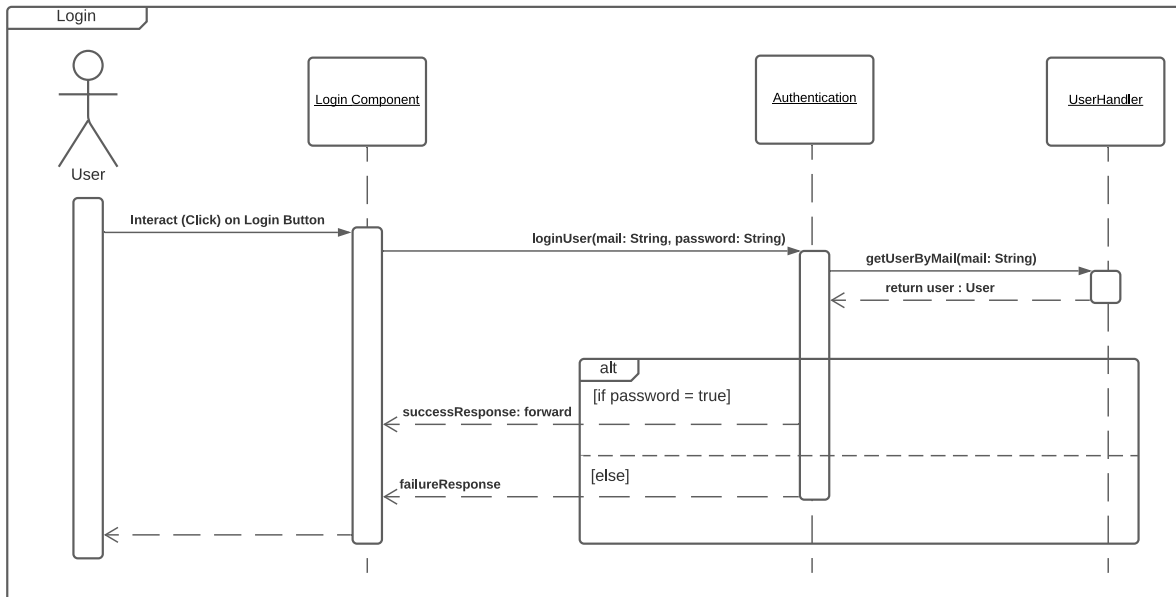 Login
User
Login Component
Authentication
UserHandler
Interact (Click) on Login Button
loginUser(mail: String, password: String)
getUserByMail(mail: String)
return user : User
alt
[if password = true]
successResponse: forward
[else]
failureResponse